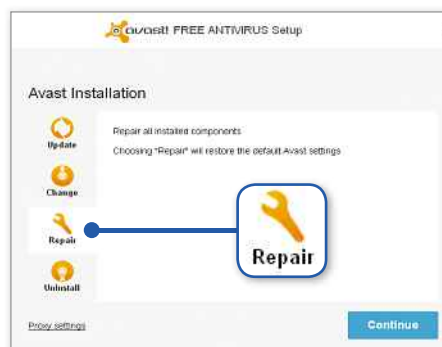 avast! FREE ANTIVIRUS Setup
Avast Installation
Update
Repair all installed components
Choosing "Repair" will restore the default Avast settings
Change
Repair
Repair
Uninstall
Proxy settings
Continue